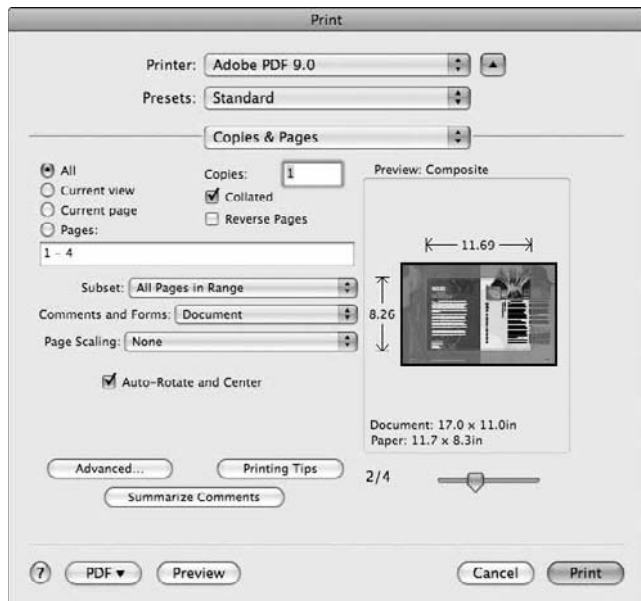 Print
Printer: Adobe PDF 9.0
Presets: Standard
Copies & Pages
All
Current view
Current page
Pages:
1 - 4
Copies: 1
Collated
Reverse Pages
Subset: All Pages in Range
Comments and Forms: Document
Page Scaling: None
Auto-Rotate and Center
Advanced...
Printing Tips
Summarize Comments
Preview: Composite
11.69
8.26
Document: 17.0 x 11.0in
Paper: 11.7 x 8.3in
2/4
? PDF ▼ Preview Cancel Print